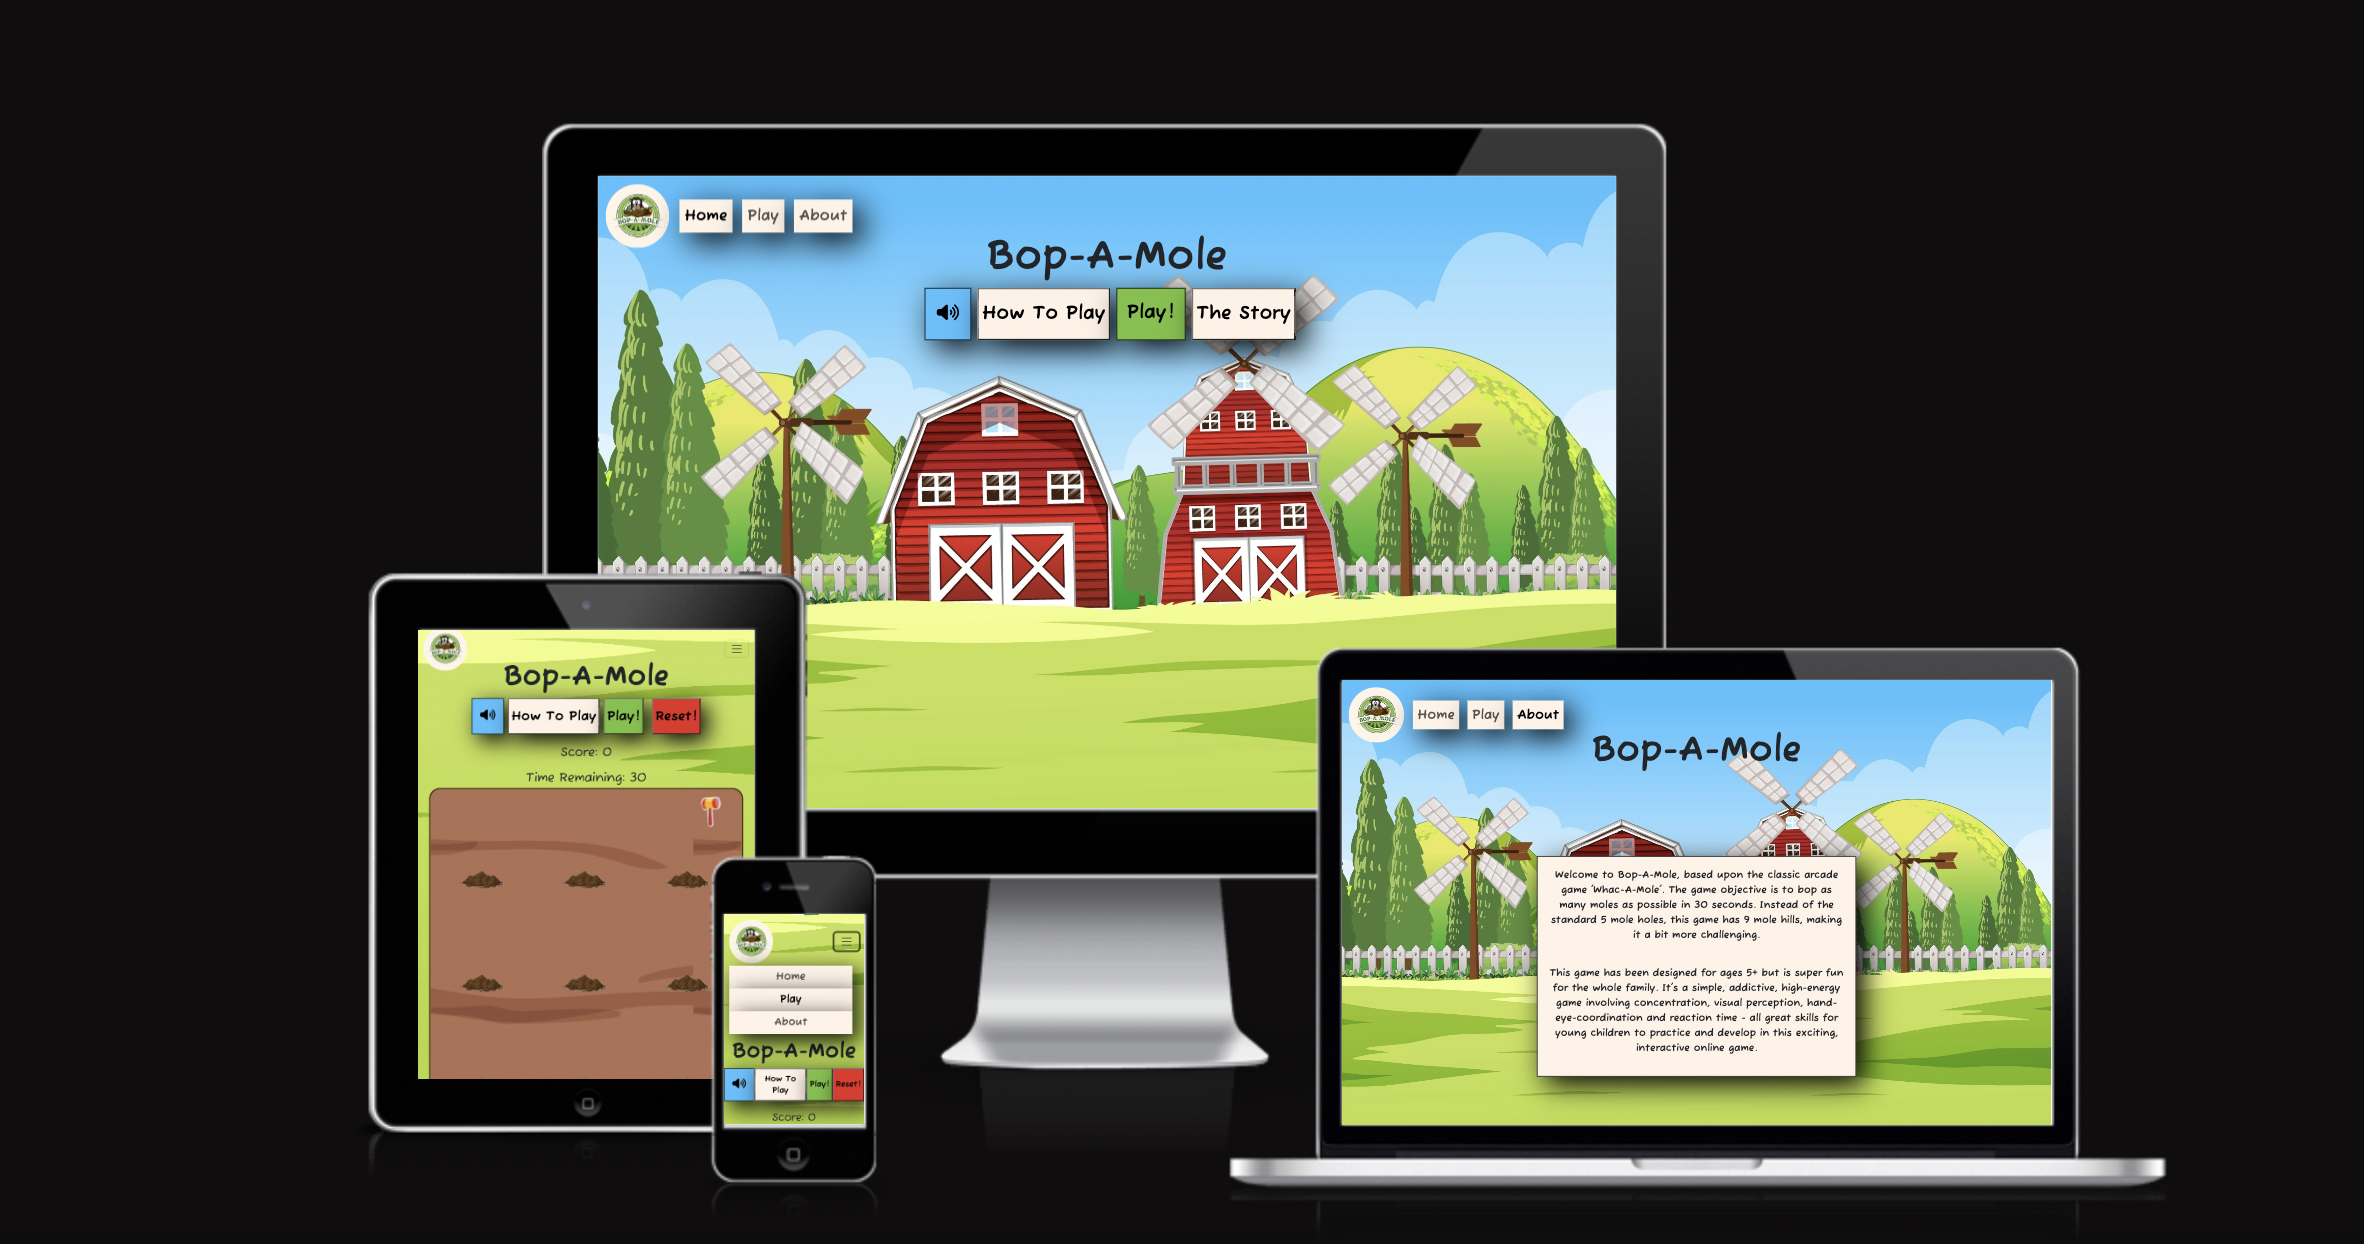 BOP-A-MOLE
Home Play About
Bop-A-Mole
How To Play Play! The Story
Bop-A-Mole
How To Play Play! Reset!
Score: 0
Time Remaining: 30
Home
Play
About
Bop-A-Mole
How To
Play
Play! Reset!
Score: 0
BOP-A-MOLE
Home Play About
Bop-A-Mole
Welcome to Bop-A-Mole, based upon the classic arcade
game 'Whac-A-Mole'. The game objective is to bop as
many moles as possible in 30 seconds. Instead of the
standard 5 mole holes, this game has 9 mole hills, making
it a bit more challenging.
This game has been designed for ages 5+ but is super fun
for the whole family. It's a simple, addictive, high-energy
game involving concentration, visual perception, hand-
eye-coordination and reaction time - all great skills for
young children to practice and develop in this exciting,
interactive online game.